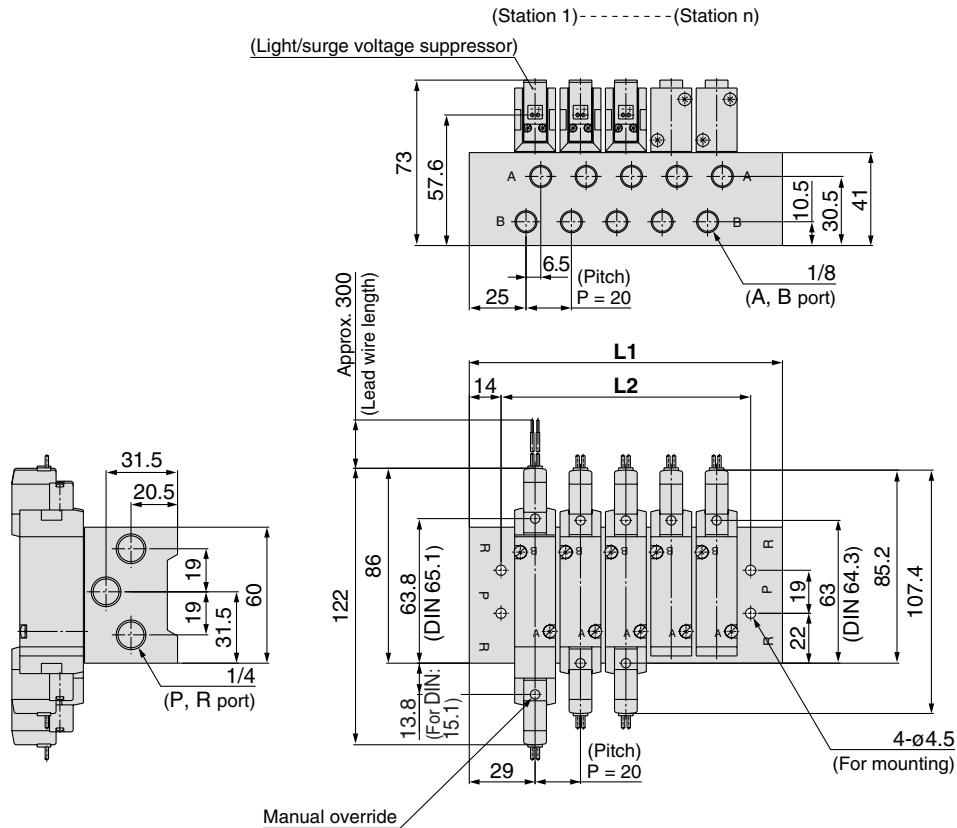 (Station 1) - - - - - - - - (Station n)
(Light/surge voltage suppressor)
73
57.6
A
A
B
B
10.5
30.5
41
6.5
25
(Pitch)
P = 20
1/8
(A, B port)
Approx. 300
(Lead wire length)
L1
14
L2
31.5
20.5
19
19
31.5
60
1/4
(P, R port)
122
86
63.8
(DIN 65.1)
13.8
(For DIN:
15.1)
R
P
R
B
B
B
B
B
A
A
A
A
A
R
P
R
19
22
63
(DIN 64.3)
85.2
107.4
4-ø4.5
(For mounting)
29
(Pitch)
P = 20
Manual override